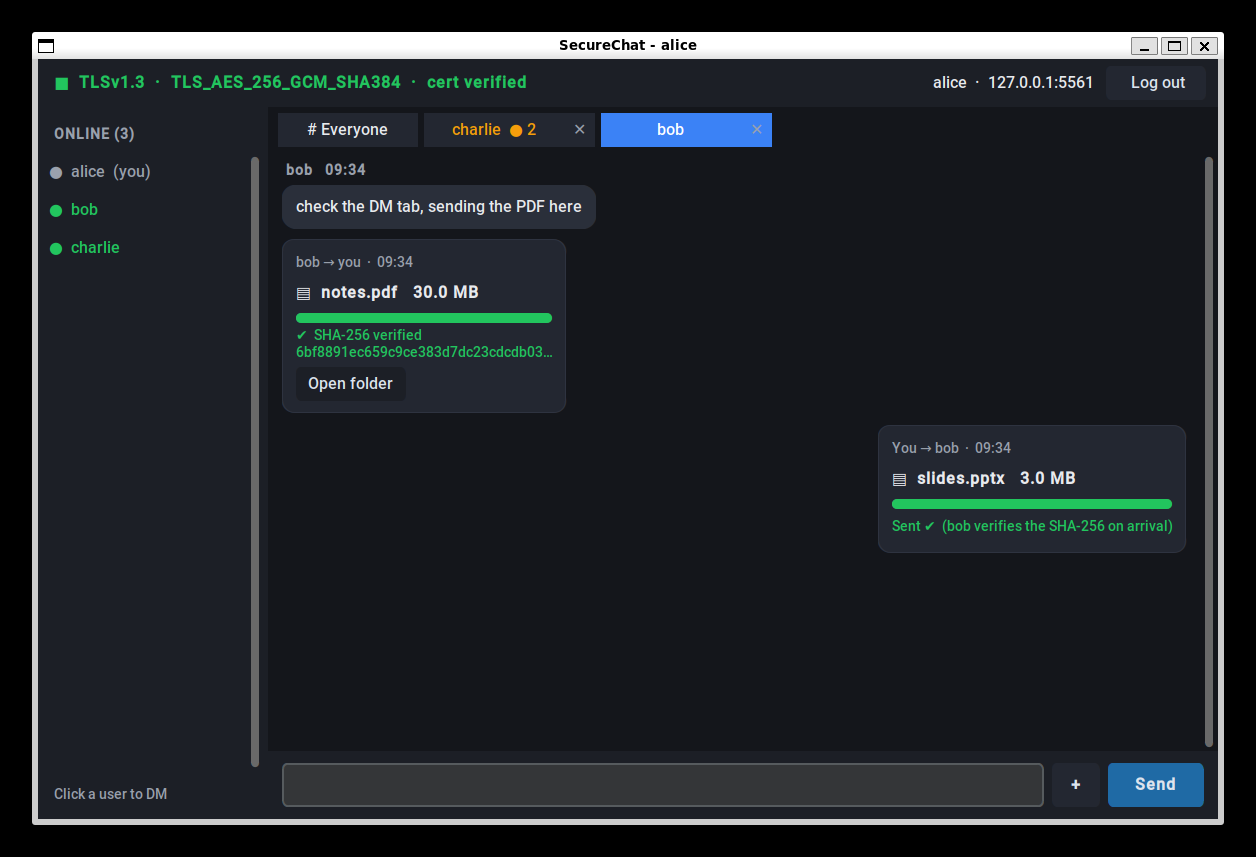 SecureChat - alice
TLSv1.3 · TLS_AES_256_GCM_SHA384 · cert verified
alice · 127.0.0.1:5561
Log out
ONLINE (3)
alice (you)
bob
charlie
Click a user to DM
# Everyone
charlie ● 2 ✕
bob ✕
bob 09:34
check the DM tab, sending the PDF here
bob → you · 09:34
▤ notes.pdf 30.0 MB
✔ SHA-256 verified
6bf8891ec659c9ce383d7dc23cdcdb03…
Open folder
You → bob · 09:34
▤ slides.pptx 3.0 MB
Sent ✔ (bob verifies the SHA-256 on arrival)
+
Send